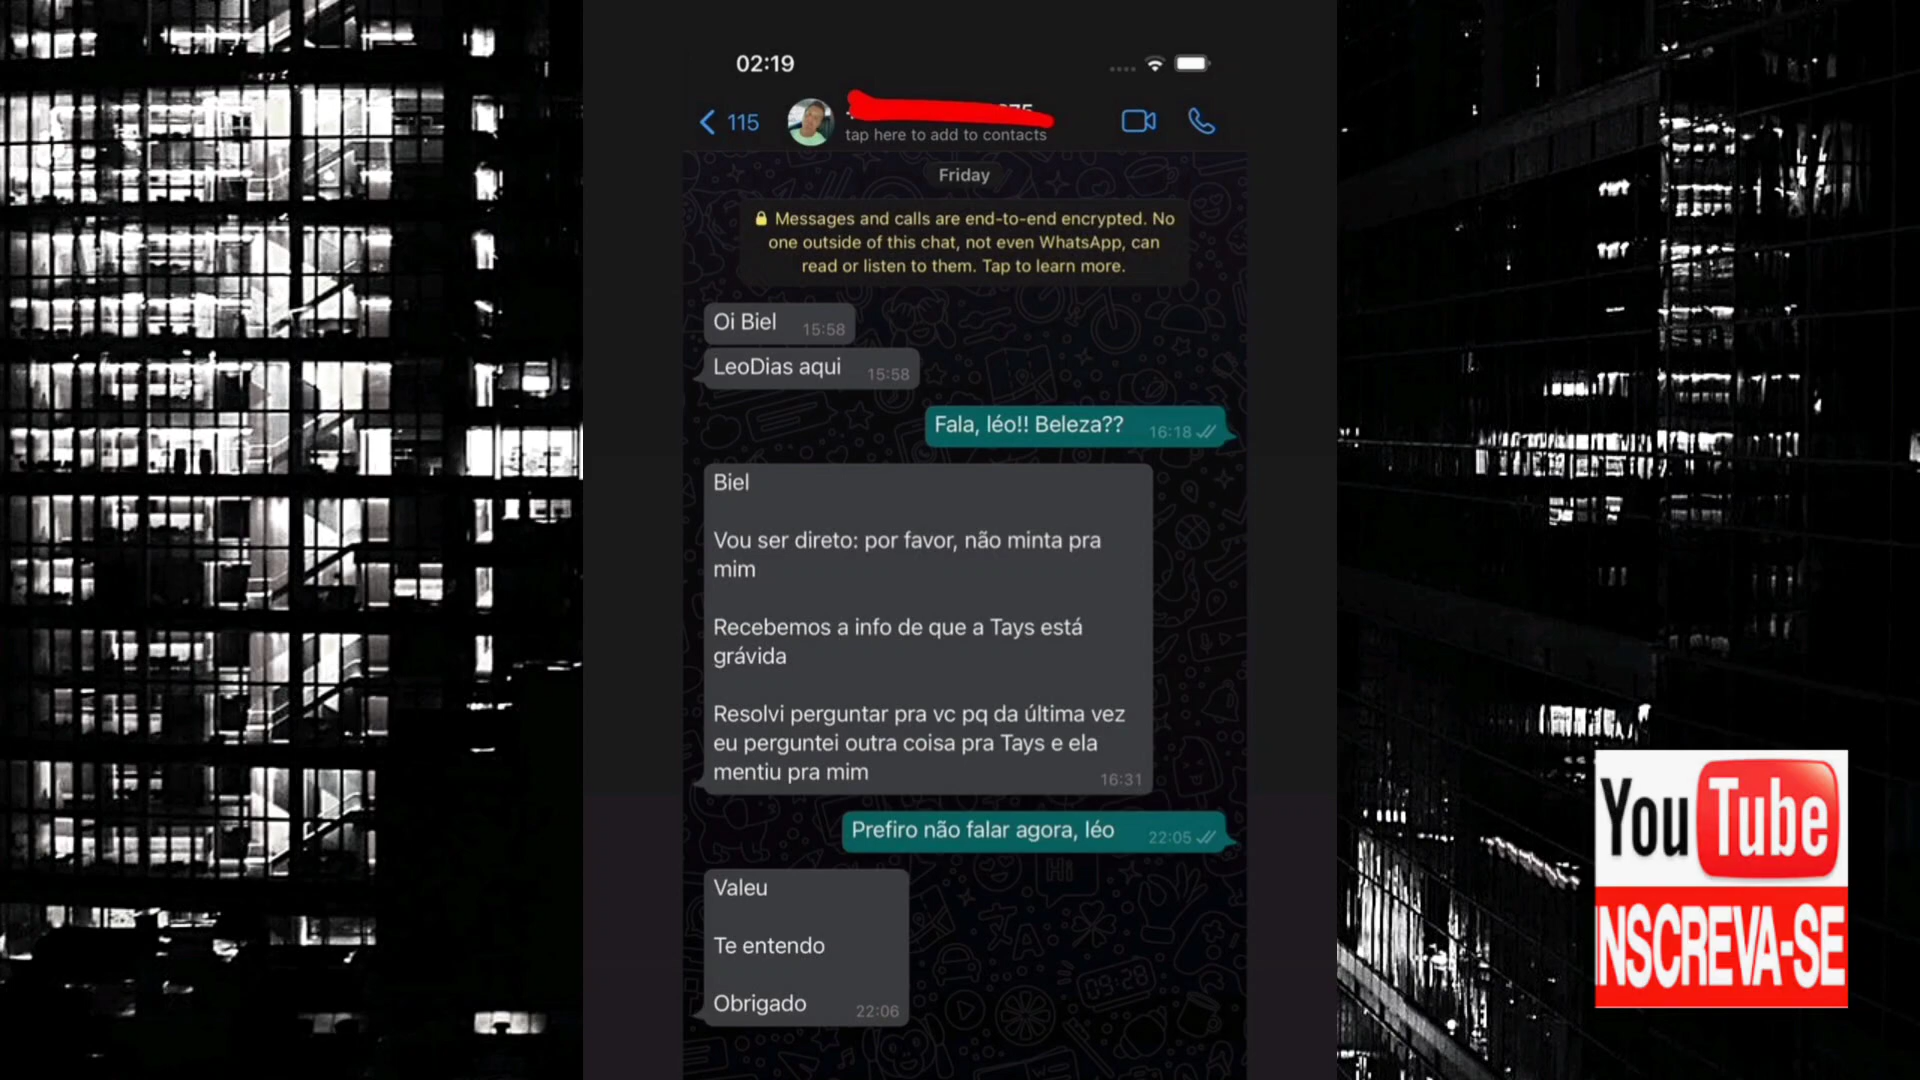 02:19
115
tap here to add to contacts
Friday
Messages and calls are end-to-end encrypted. No
one outside of this chat, not even WhatsApp, can
read or listen to them. Tap to learn more.
Oi Biel 15:58
LeoDias aqui 15:58
Fala, léo!! Beleza?? 16:18
Biel
Vou ser direto: por favor, não minta pra
mim
Recebemos a info de que a Tays está
grávida
Resolvi perguntar pra vc pq da última vez
eu perguntei outra coisa pra Tays e ela
mentiu pra mim 16:31
Prefiro não falar agora, léo 22:05
Valeu
Te entendo
Obrigado 22:06
YouTube
INSCREVA-SE